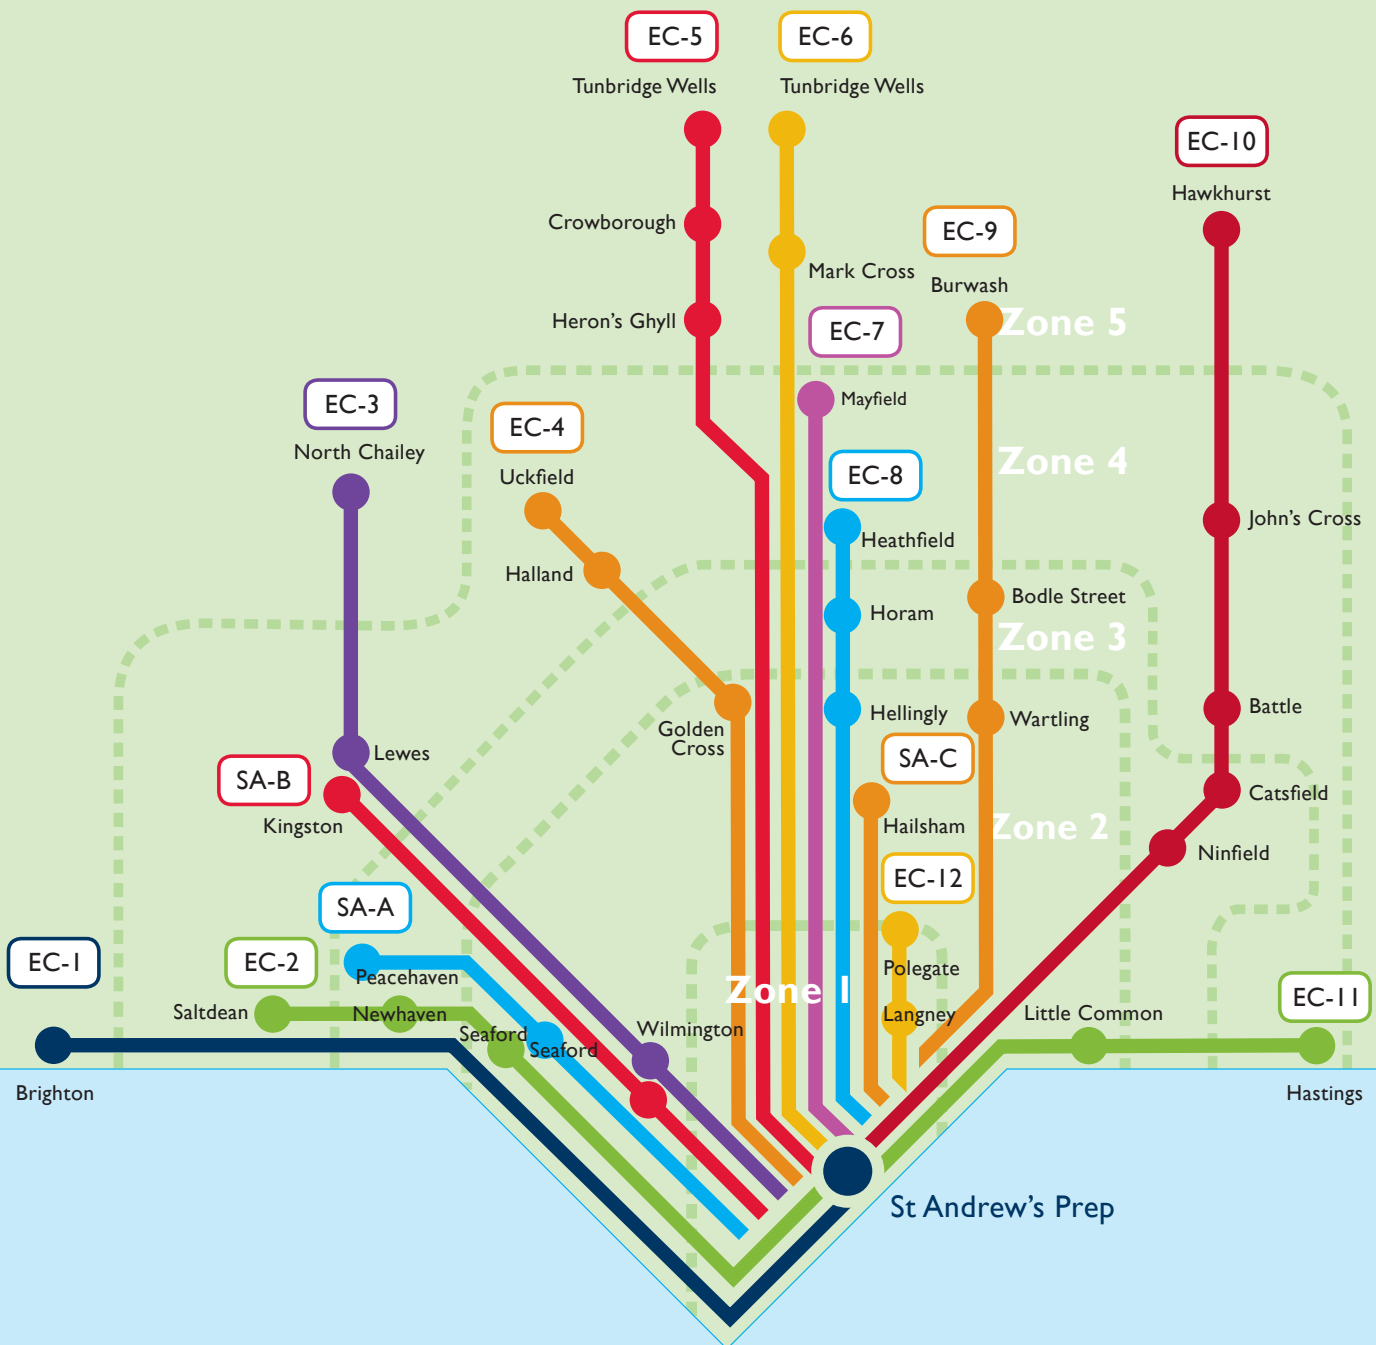 EC-5
EC-6
Tunbridge Wells
Tunbridge Wells
EC-10
Hawkhurst
Crowborough
EC-9
Mark Cross
Burwash
Heron's Ghyll
Zone 5
EC-7
Mayfield
EC-3
EC-4
North Chailey
Zone 4
Uckfield
EC-8
John's Cross
Heathfield
Halland
Bodle Street
Horam
Zone 3
Battle
Hellingly
Wartling
Golden
Cross
Lewes
SA-C
SA-B
Catsfield
Kingston
Hailsham
Zone 2
Ninfield
EC-12
SA-A
EC-1
EC-2
Peacehaven
Polegate
Zone 1
EC-11
Saltdean
Newhaven
Langney
Little Common
Wilmington
Seaford
Seaford
Brighton
Hastings
St Andrew's Prep